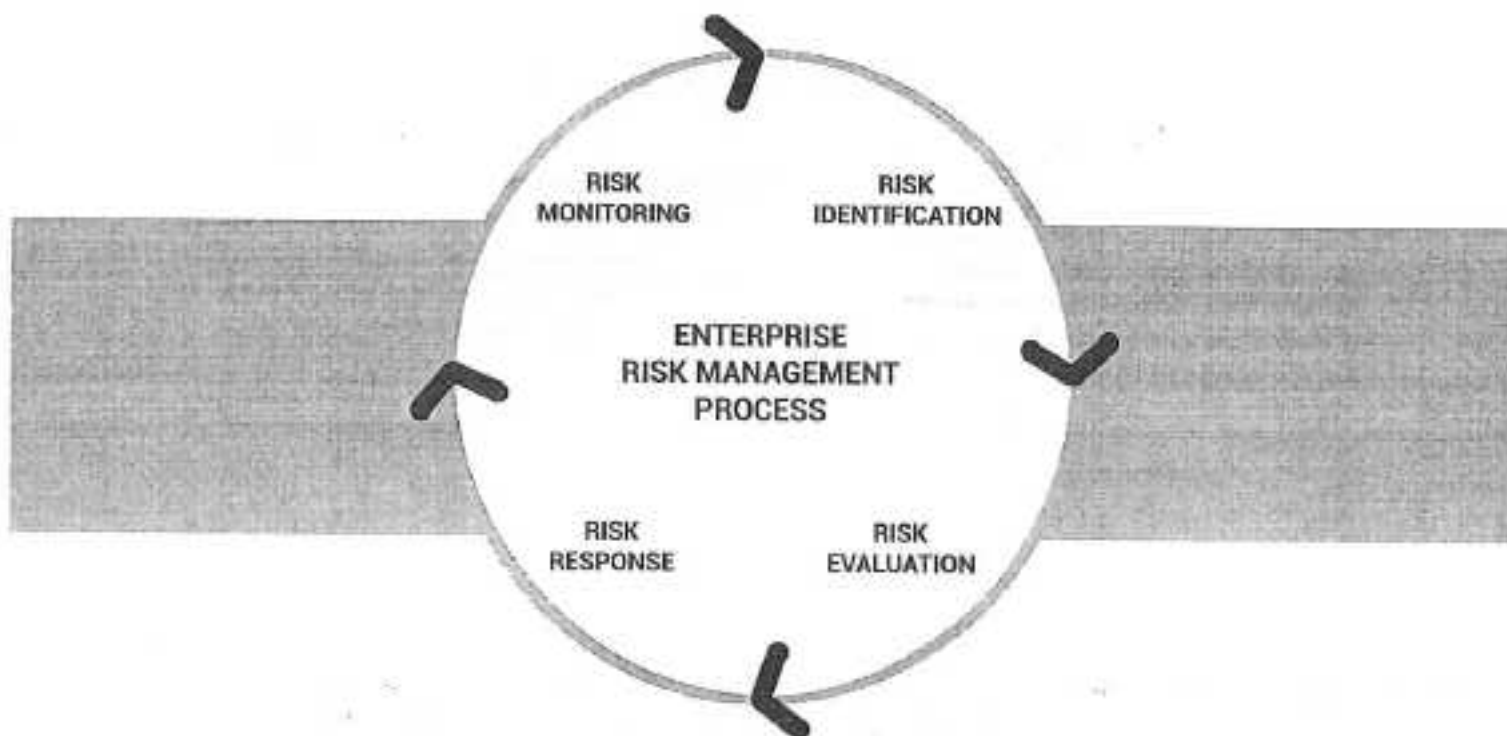 RISK
MONITORING
RISK
IDENTIFICATION
ENTERPRISE
RISK MANAGEMENT
PROCESS
RISK
RESPONSE
RISK
EVALUATION